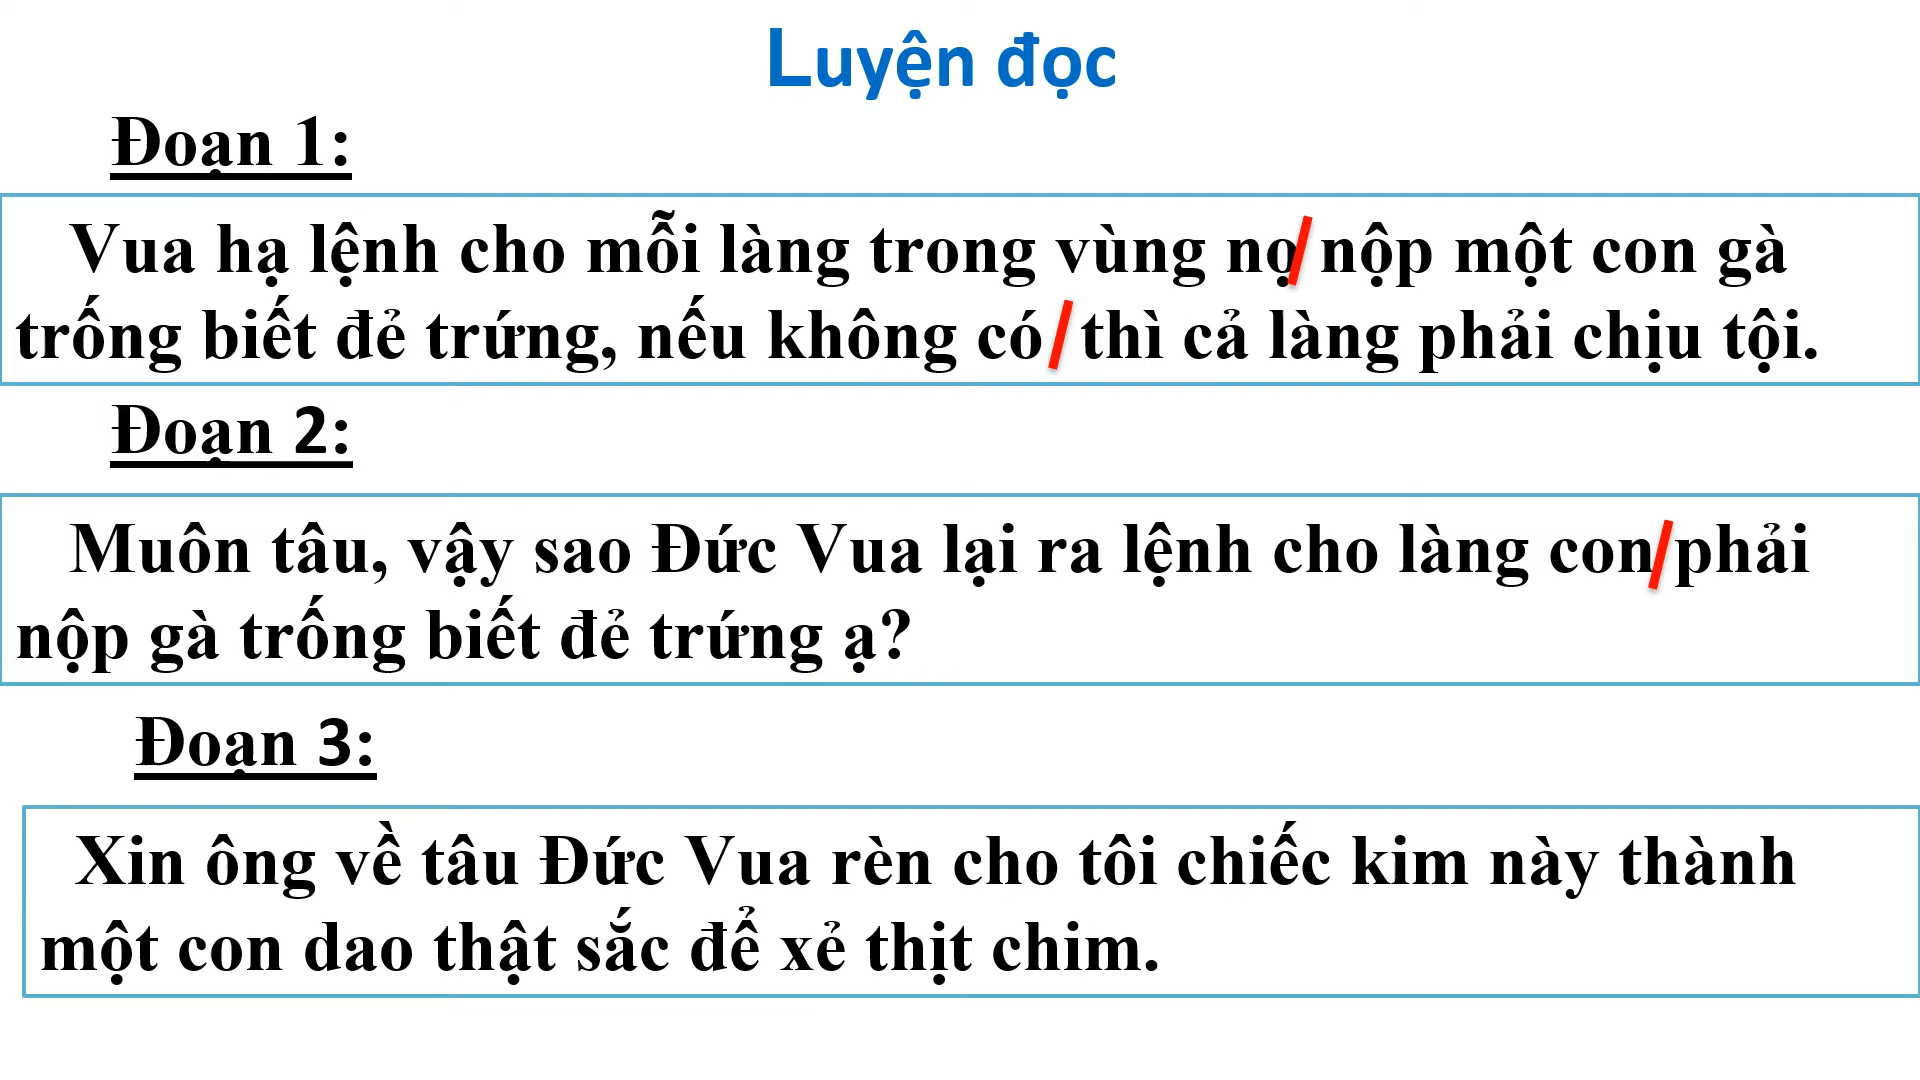 Luyện đọc
Đoạn 1:
Vua hạ lệnh cho mỗi làng trong vùng nọ/ nộp một con gà
trống biết đẻ trứng, nếu không có/ thì cả làng phải chịu tội.
Đoạn 2:
Muôn tâu, vậy sao Đức Vua lại ra lệnh cho làng con/ phải
nộp gà trống biết đẻ trứng ạ?
Đoạn 3:
Xin ông về tâu Đức Vua rèn cho tôi chiếc kim này thành
một con dao thật sắc để xẻ thịt chim.